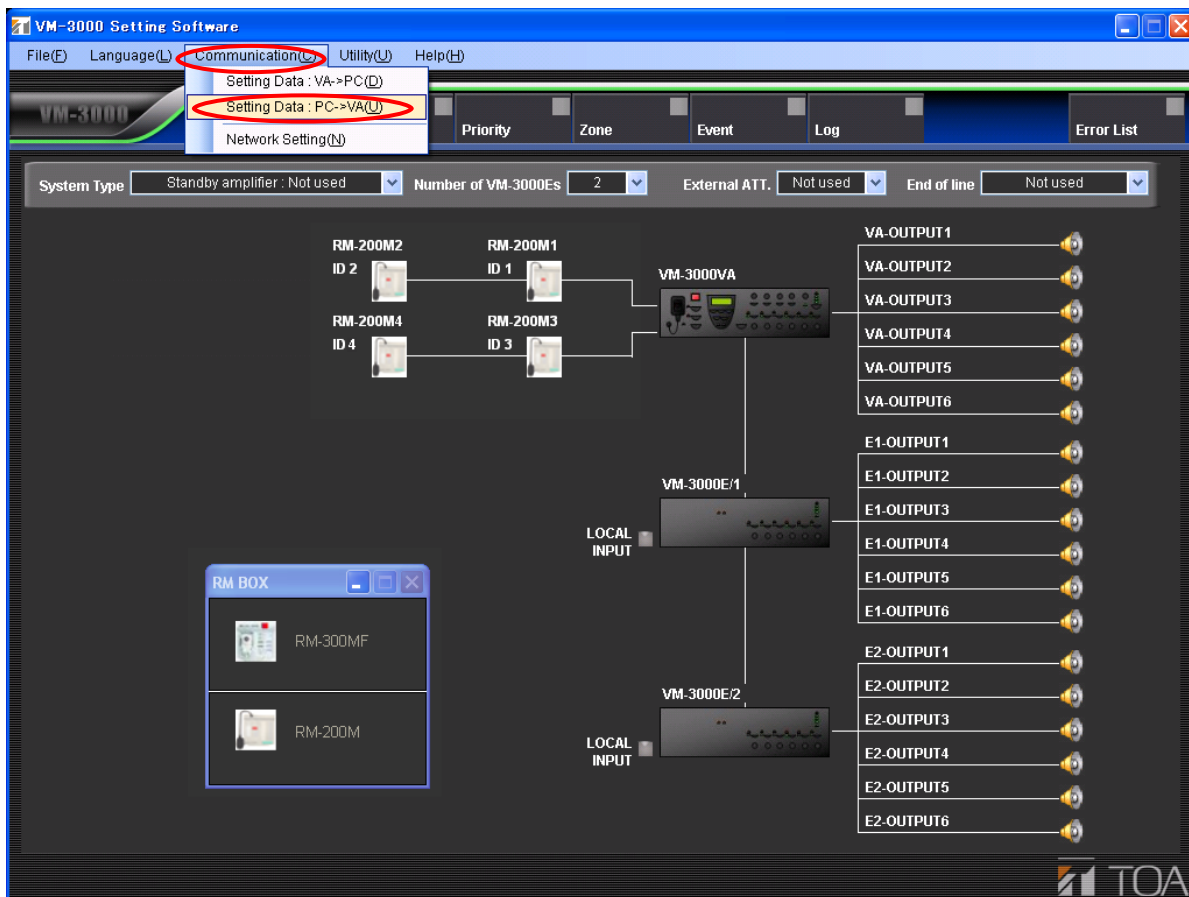 VM-3000 Setting Software
File(F) Language(L) Communication(C) Utility(U) Help(H)
Setting Data : VA->PC(D)
Setting Data : PC->VA(U)
Network Setting(N)
VM-3000
Priority Zone Event Log Error List
System Type Standby amplifier : Not used Number of VM-3000Es 2 External ATT. Not used End of line Not used
RM-200M2 RM-200M1
ID 2 ID 1
RM-200M4 RM-200M3
ID 4 ID 3
VM-3000VA
VA-OUTPUT1
VA-OUTPUT2
VA-OUTPUT3
VA-OUTPUT4
VA-OUTPUT5
VA-OUTPUT6
VM-3000E/1
LOCAL
INPUT
E1-OUTPUT1
E1-OUTPUT2
E1-OUTPUT3
E1-OUTPUT4
E1-OUTPUT5
E1-OUTPUT6
RM BOX
RM-300MF
RM-200M
VM-3000E/2
LOCAL
INPUT
E2-OUTPUT1
E2-OUTPUT2
E2-OUTPUT3
E2-OUTPUT4
E2-OUTPUT5
E2-OUTPUT6
TOA